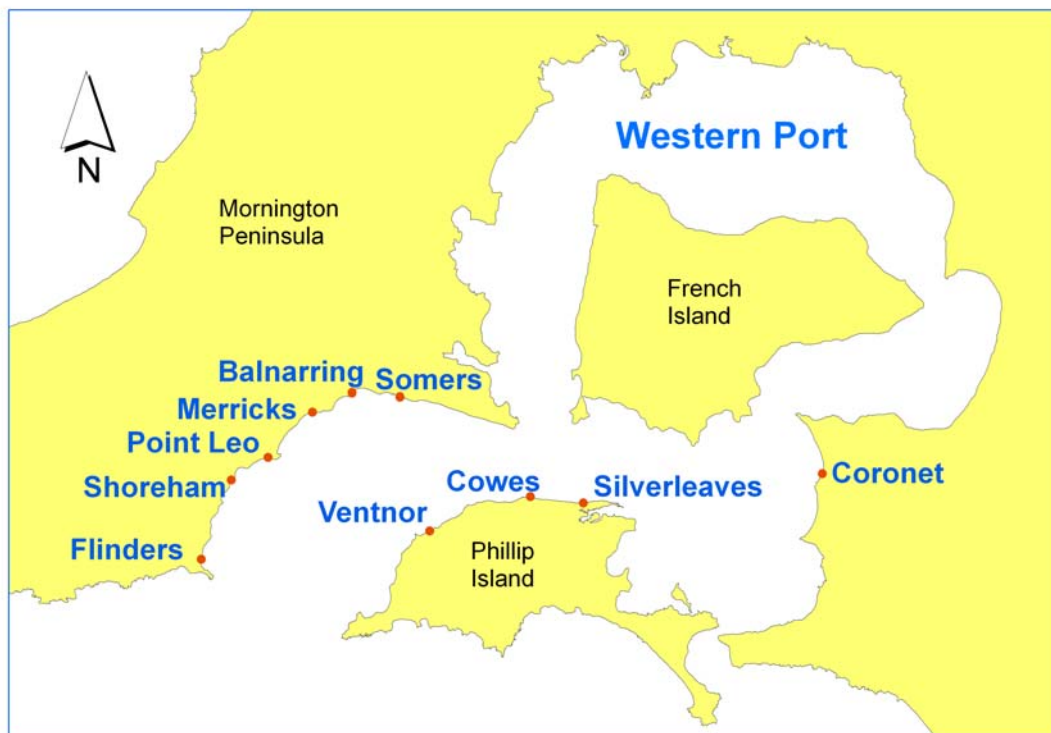 Western Port
N
Mornington
Peninsula
French
Island
Balnarring
Somers
Merricks
Point Leo
Shoreham
Coronet
Cowes
Silverleaves
Ventnor
Flinders
Phillip
Island